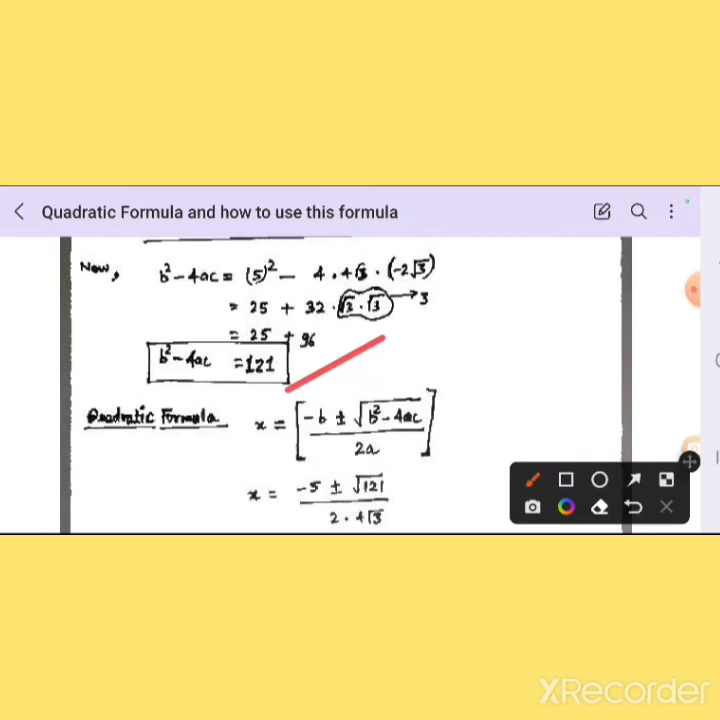 Quadratic Formula and how to use this formula
Now, b²-4ac = (5)² - 4·4√3·(-2√3)
= 25 + 32·√3·√3 → 3
= 25 + 96
b²-4ac = 121
Quadratic Formula x = [(-b ± √(b²-4ac))/2a]
x = (-5 ± √121)/(2·4√3)
XRecorder